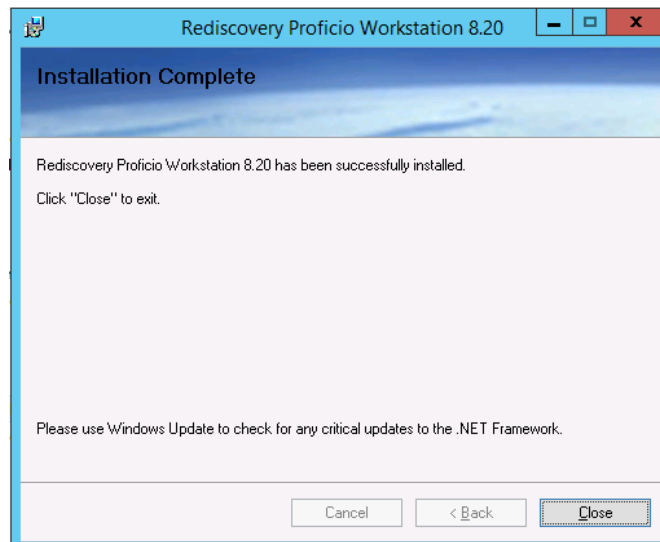 Rediscovery Proficio Workstation 8.20
Installation Complete
Rediscovery Proficio Workstation 8.20 has been successfully installed.
Click "Close" to exit.
Please use Windows Update to check for any critical updates to the .NET Framework.
Cancel
< Back
Close